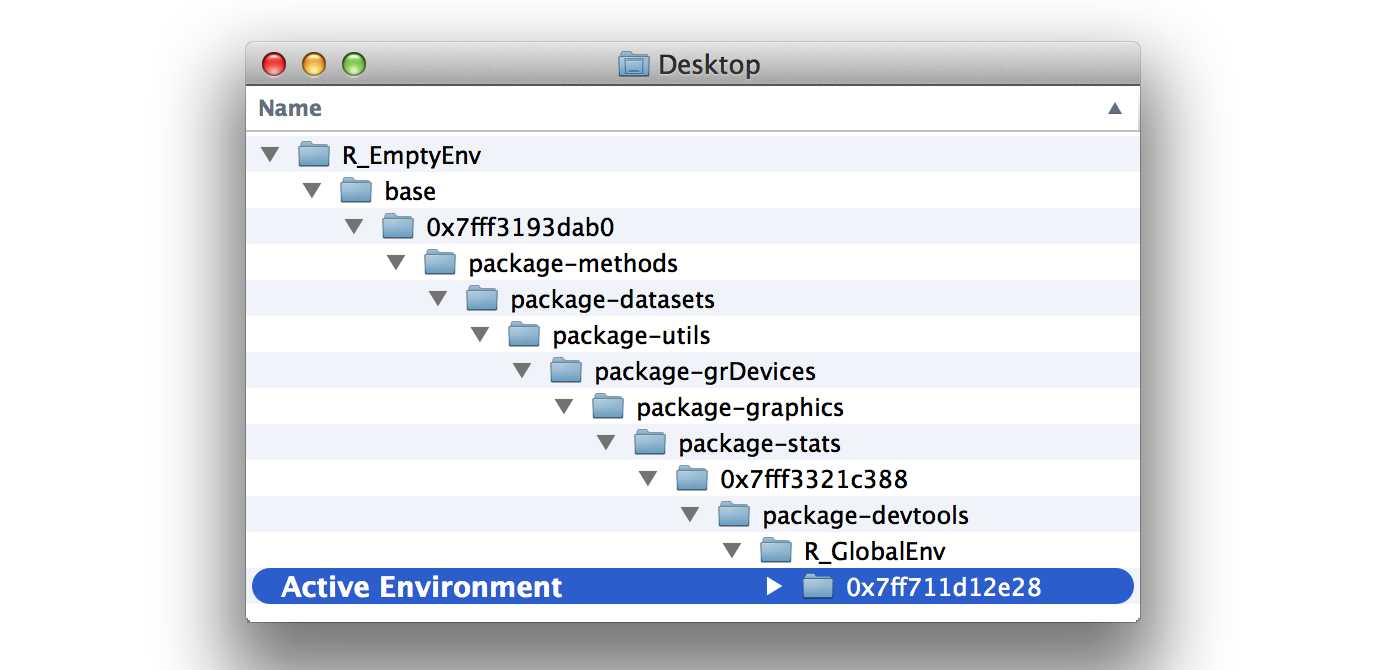 Desktop
Name
R_EmptyEnv
base
0x7fff3193dab0
package-methods
package-datasets
package-utils
package-grDevices
package-graphics
package-stats
0x7fff3321c388
package-devtools
R_GlobalEnv
Active Environment 0x7ff711d12e28